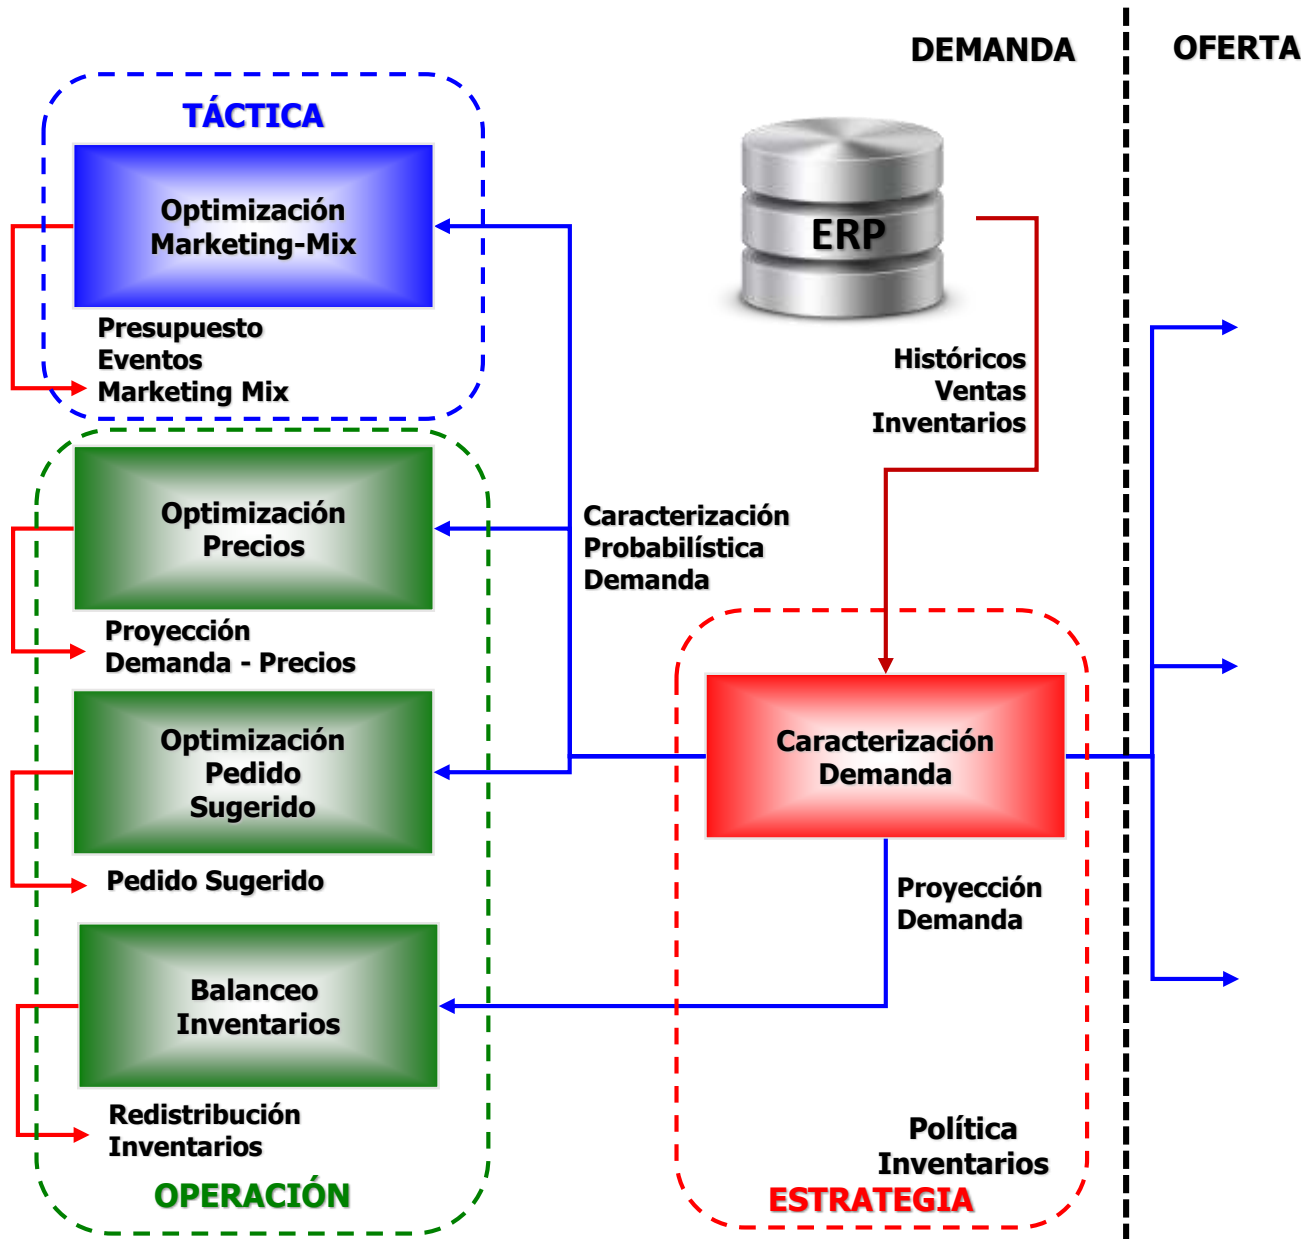 DEMANDA
OFERTA
TÁCTICA
Optimización
Marketing-Mix
Presupuesto
Eventos
Marketing Mix
ERP
Históricos
Ventas
Inventarios
Optimización
Precios
Proyección
Demanda - Precios
Caracterización
Probabilística
Demanda
Optimización
Pedido
Sugerido
Pedido Sugerido
Caracterización
Demanda
Proyección
Demanda
Balanceo
Inventarios
Redistribución
Inventarios
OPERACIÓN
Política
Inventarios
ESTRATEGIA